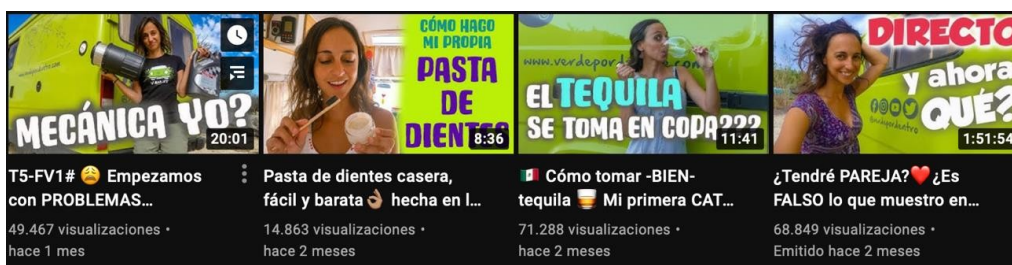 MECÁNICA YO?
20:01
T5-FV1# 😩 Empezamos
con PROBLEMAS...
49.467 visualizaciones •
hace 1 mes
CÓMO HAGO
MI PROPIA
PASTA
DE
DIENTES
8:36
Pasta de dientes casera,
fácil y barata👌🏼 hecha en l...
14.863 visualizaciones •
hace 2 meses
EL TEQUILA
SE TOMA EN COPA???
11:41
🇲🇽 Cómo tomar -BIEN-
tequila 🥃 Mi primera CAT...
71.288 visualizaciones •
hace 2 meses
DIRECTO
y ahora
QUÉ?
1:51:54
¿Tendré PAREJA?❤️ ¿Es
FALSO lo que muestro en...
68.849 visualizaciones •
Emitido hace 2 meses